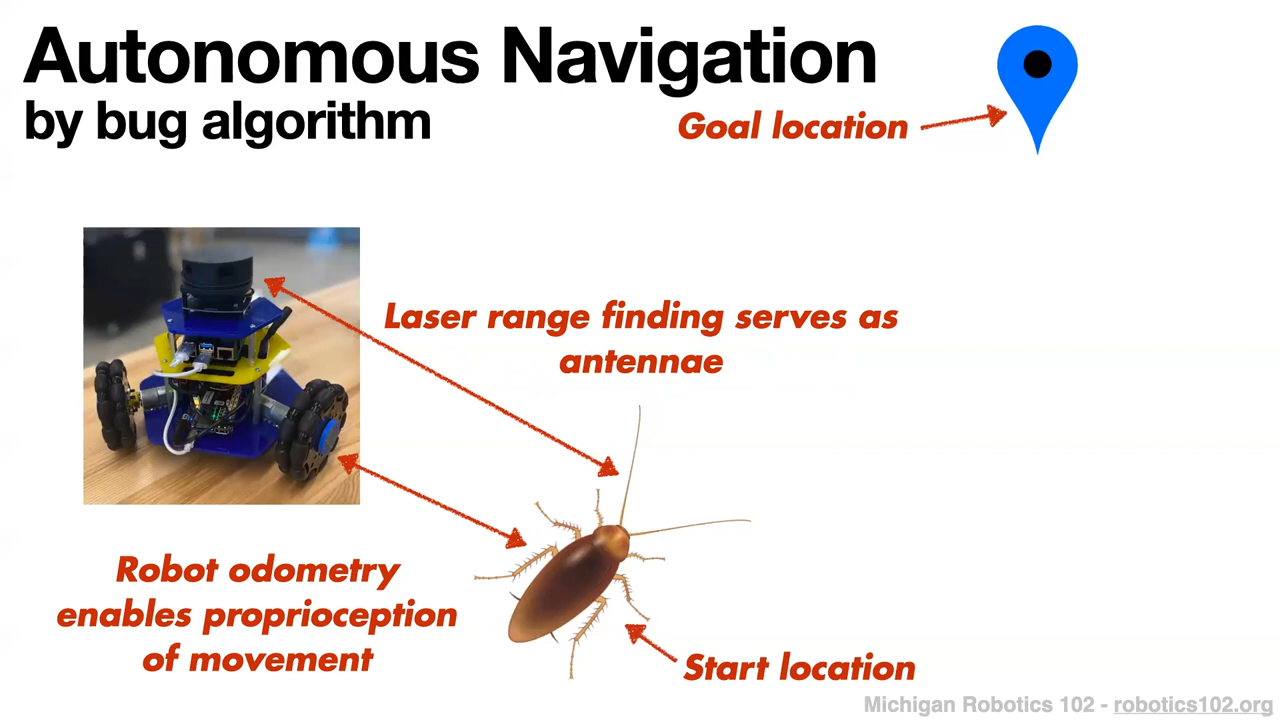 Autonomous Navigation
by bug algorithm
Goal location
Laser range finding serves as
antennae
Robot odometry
enables proprioception
of movement
Start location
Michigan Robotics 102 - robotics102.org